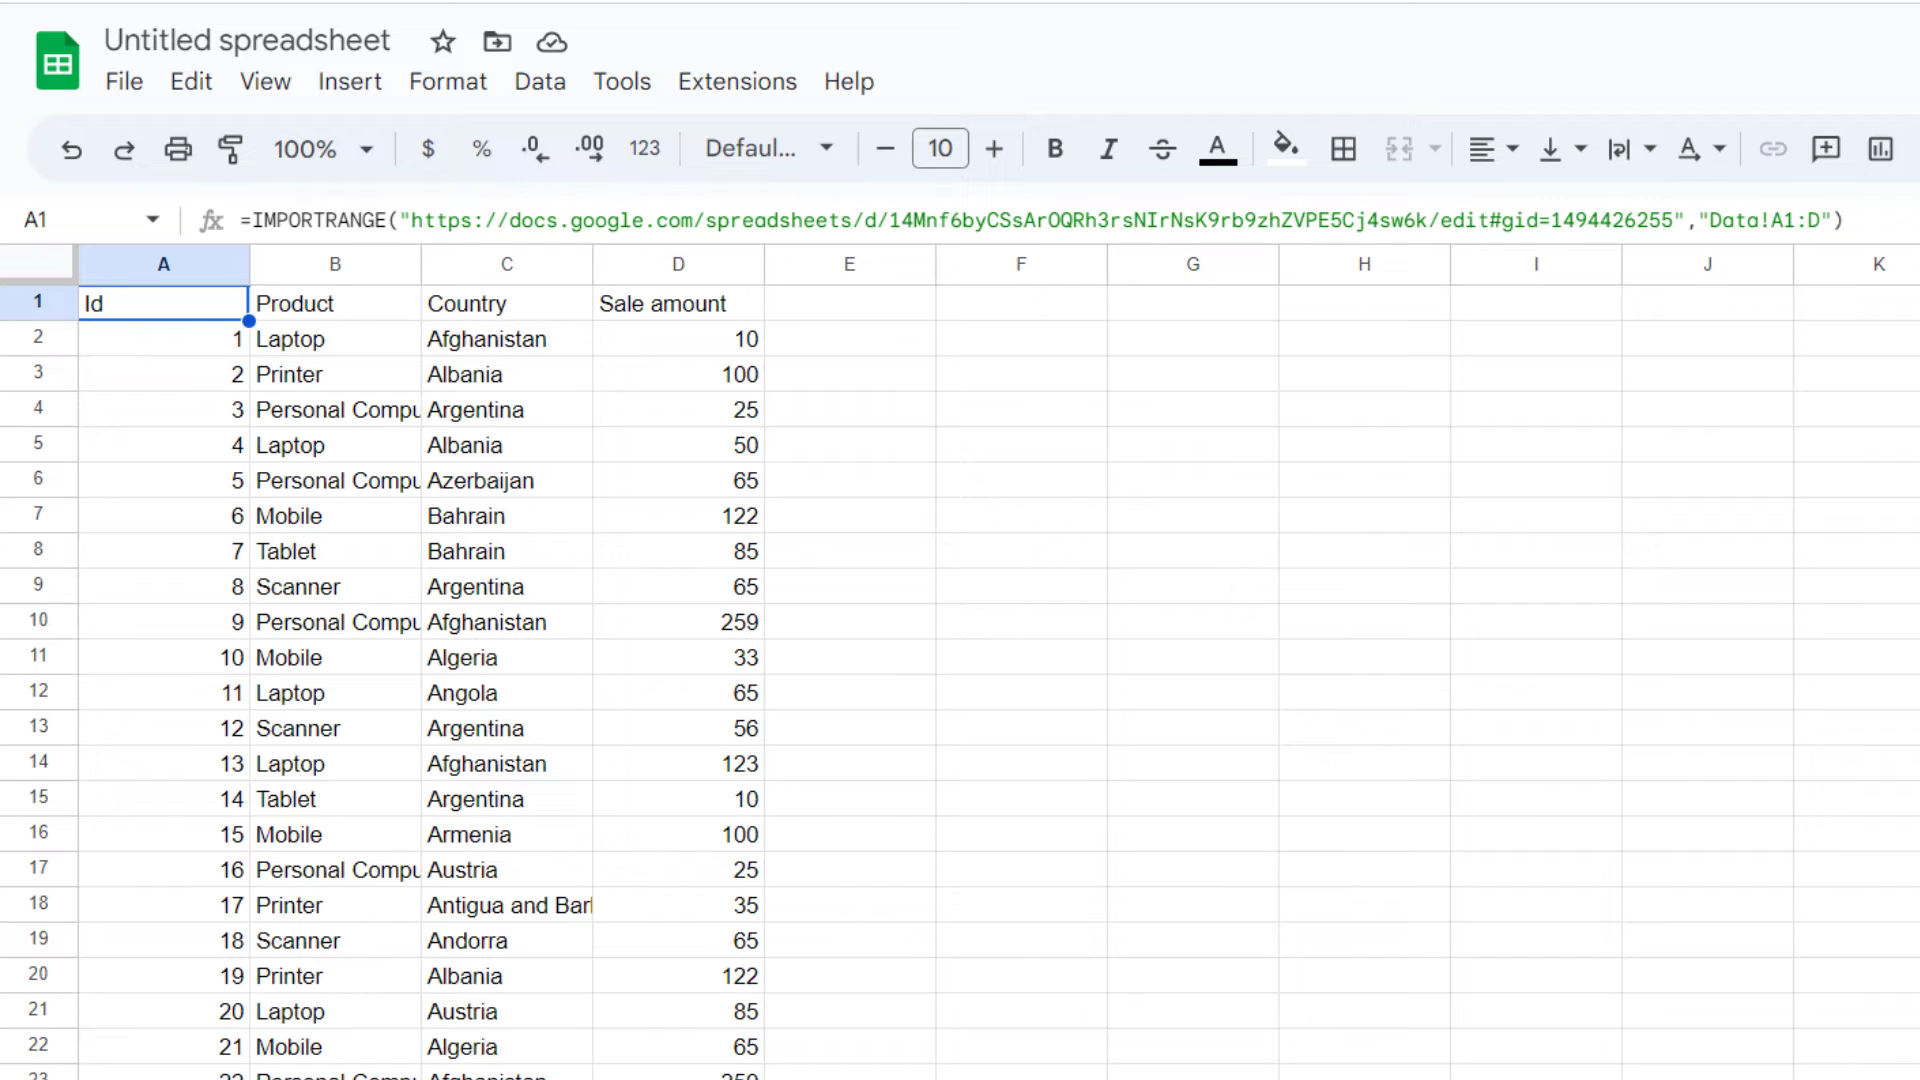 Untitled spreadsheet
File Edit View Insert Format Data Tools Extensions Help
100% $ % .0 .00 123 Defaul... 10 B I A
A1 fx =IMPORTRANGE("https://docs.google.com/spreadsheets/d/14Mnf6byCSsArOQRh3rsNIrNsK9rb9zhZVPE5Cj4sw6k/edit#gid=1494426255","Data!A1:D")
A B C D E F G H I J K
1 Id Product Country Sale amount
2 1 Laptop Afghanistan 10
3 2 Printer Albania 100
4 3 Personal Compu Argentina 25
5 4 Laptop Albania 50
6 5 Personal Compu Azerbaijan 65
7 6 Mobile Bahrain 122
8 7 Tablet Bahrain 85
9 8 Scanner Argentina 65
10 9 Personal Compu Afghanistan 259
11 10 Mobile Algeria 33
12 11 Laptop Angola 65
13 12 Scanner Argentina 56
14 13 Laptop Afghanistan 123
15 14 Tablet Argentina 10
16 15 Mobile Armenia 100
17 16 Personal Compu Austria 25
18 17 Printer Antigua and Bar 35
19 18 Scanner Andorra 65
20 19 Printer Albania 122
21 20 Laptop Austria 85
22 21 Mobile Algeria 65
23 22 Personal Compu Afghanistan 259